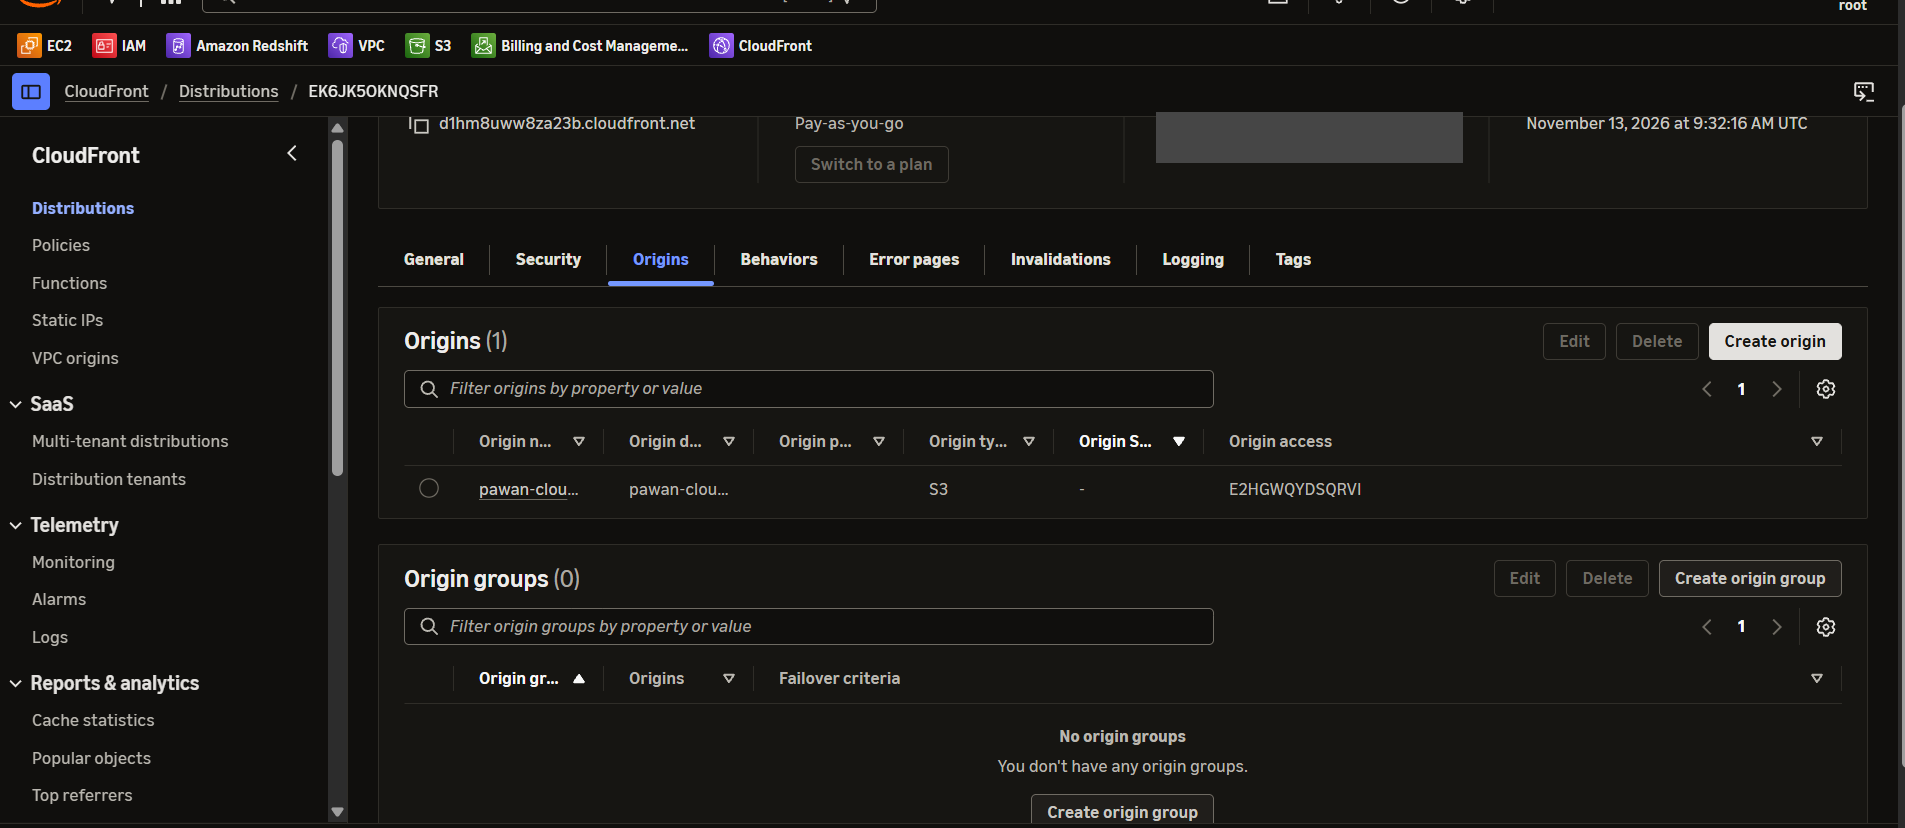 root
EC2 IAM Amazon Redshift VPC S3 Billing and Cost Manageme... CloudFront
CloudFront / Distributions / EK6JK5OKNQSFR
d1hm8uww8za23b.cloudfront.net Pay-as-you-go November 13, 2026 at 9:32:16 AM UTC
Switch to a plan
CloudFront
Distributions
Policies
Functions
Static IPs
VPC origins
SaaS
Multi-tenant distributions
Distribution tenants
Telemetry
Monitoring
Alarms
Logs
Reports & analytics
Cache statistics
Popular objects
Top referrers
General Security Origins Behaviors Error pages Invalidations Logging Tags
Origins (1) Edit Delete Create origin
Filter origins by property or value 1
Origin n... Origin d... Origin p... Origin ty... Origin S... Origin access
pawan-clou... pawan-clou... S3 - E2HGWQYDSQRVI
Origin groups (0) Edit Delete Create origin group
Filter origin groups by property or value 1
Origin gr... Origins Failover criteria
No origin groups
You don't have any origin groups.
Create origin group